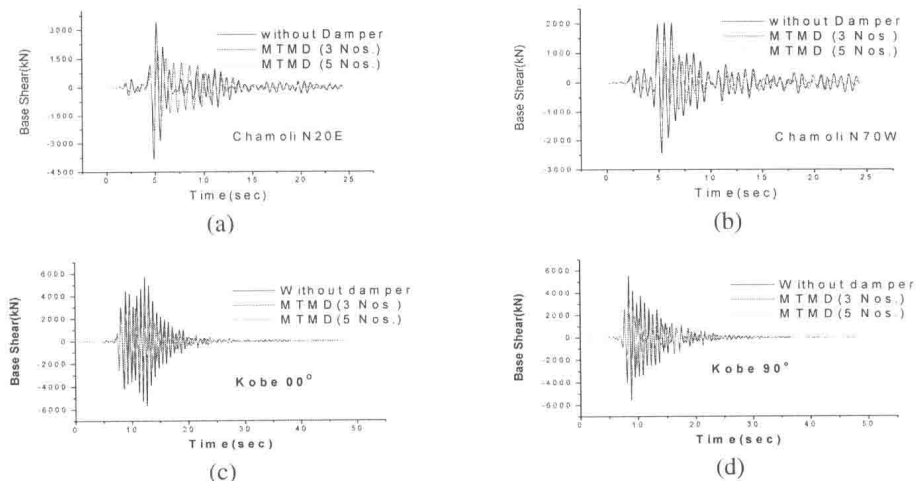 3000
1500
0
-1500
-3000
-4500
Base Shear(kN)
without Damper
MTMD (3 Nos.)
MTMD (5 Nos.)
Chamoli N20E
0 5 10 15 20 25
Time(sec)
(a)
2000
1000
0
-1000
-2000
-3000
Base Shear(kN)
without Damper
MTMD (3 Nos.)
MTMD (5 Nos.)
Chamoli N70W
0 5 10 15 20 25
Time(sec)
(b)
6000
4000
2000
0
-2000
-4000
-6000
Base Shear(kN)
Without damper
MTMD (3 Nos.)
MTMD (5 Nos.)
Kobe 00°
0 10 20 30 40 50
Time(sec)
(c)
6000
4000
2000
0
-2000
-4000
-6000
Base Shear(kN)
Without damper
MTMD (3 Nos.)
MTMD (5 Nos.)
Kobe 90°
0 10 20 30 40 50
Time(sec)
(d)